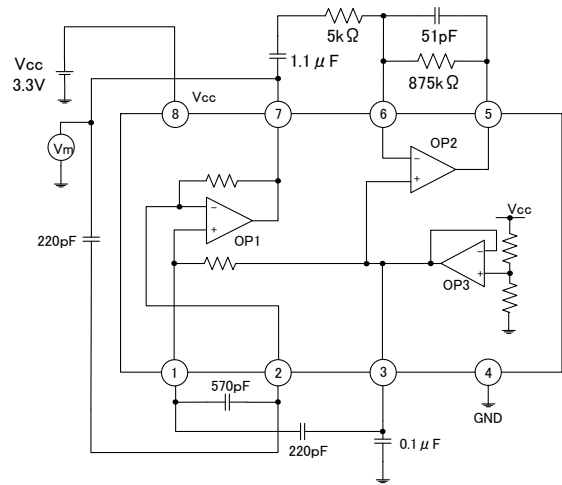 5kΩ
51pF
1.1μF
875kΩ
Vcc
3.3V
8
Vcc
7
6
5
OP2
−
+
Vm
−
+
OP1
Vcc
−
+
OP3
220pF
1
2
3
4
570pF
GND
220pF
0.1μF